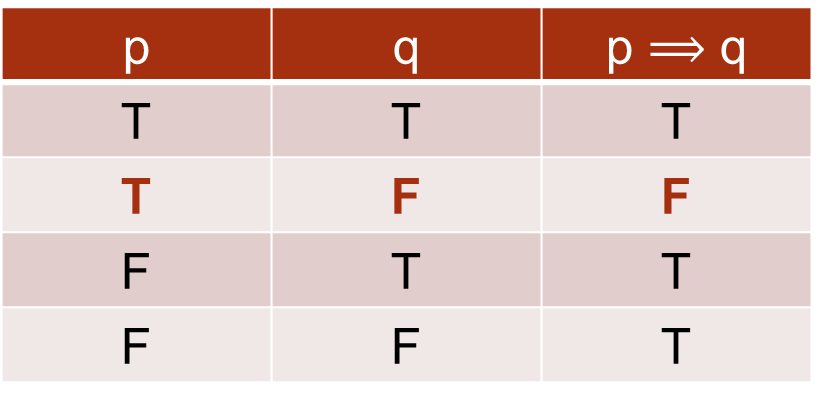 p q p ⟹ q
T T T
T F F
F T T
F F T